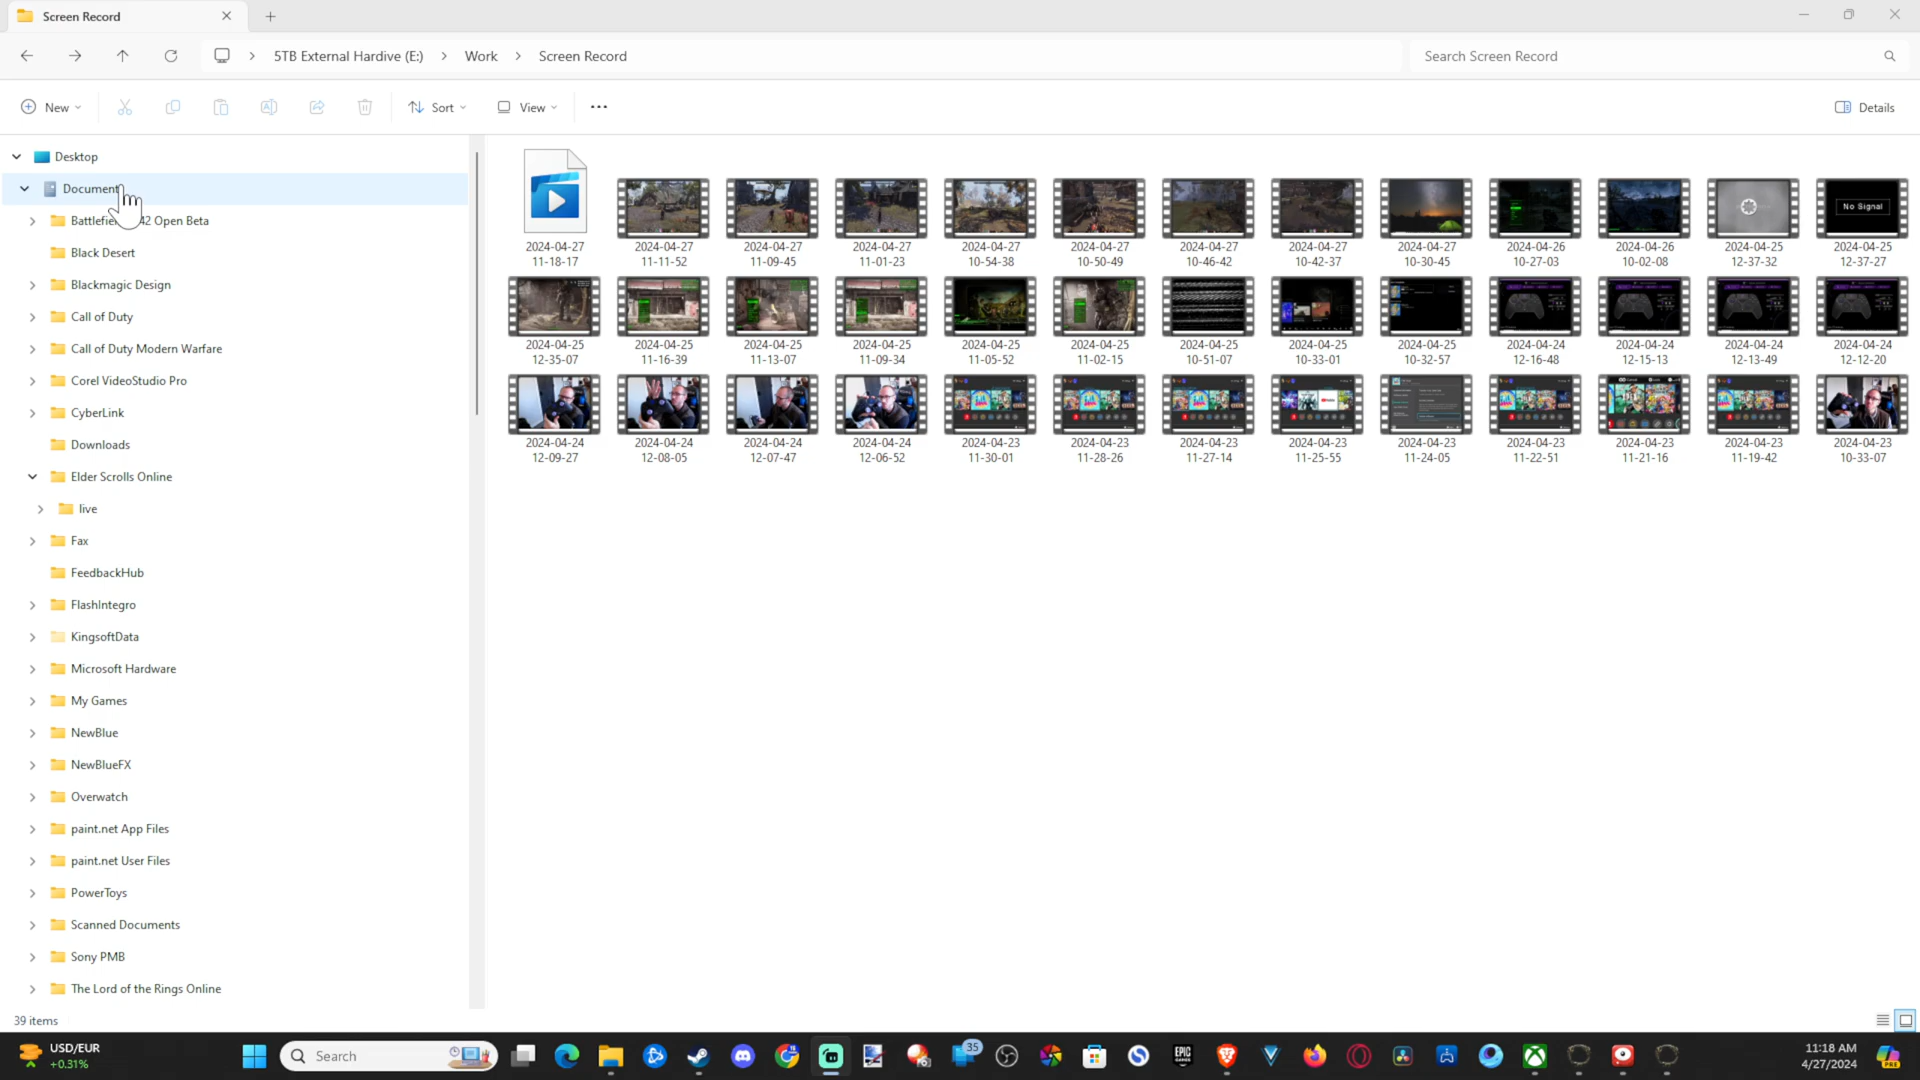 Screen Record
5TB External Hardive (E:) Work Screen Record
Search Screen Record
New
Sort
View
Details
Desktop
Document
Battlefie 42 Open Beta
Black Desert
Blackmagic Design
Call of Duty
Call of Duty Modern Warfare
Corel VideoStudio Pro
CyberLink
Downloads
Elder Scrolls Online
live
Fax
FeedbackHub
FlashIntegro
KingsoftData
Microsoft Hardware
My Games
NewBlue
NewBlueFX
Overwatch
paint.net App Files
paint.net User Files
PowerToys
Scanned Documents
Sony PMB
The Lord of the Rings Online
39 items
No Signal
2024-04-27 2024-04-27 2024-04-27 2024-04-27 2024-04-27 2024-04-27 2024-04-27 2024-04-27 2024-04-27 2024-04-26 2024-04-26 2024-04-25 2024-04-25
11-18-17 11-11-52 11-09-45 11-01-23 10-54-38 10-50-49 10-46-42 10-42-37 10-30-45 10-27-03 10-02-08 12-37-32 12-37-27
2024-04-25 2024-04-25 2024-04-25 2024-04-25 2024-04-25 2024-04-25 2024-04-25 2024-04-25 2024-04-25 2024-04-24 2024-04-24 2024-04-24 2024-04-24
12-35-07 11-16-39 11-13-07 11-09-34 11-05-52 11-02-15 10-51-07 10-33-01 10-32-57 12-16-48 12-15-13 12-13-49 12-12-20
2024-04-24 2024-04-24 2024-04-24 2024-04-24 2024-04-23 2024-04-23 2024-04-23 2024-04-23 2024-04-23 2024-04-23 2024-04-23 2024-04-23 2024-04-23
12-09-27 12-08-05 12-07-47 12-06-52 11-30-01 11-28-26 11-27-14 11-25-55 11-24-05 11-22-51 11-21-16 11-19-42 10-33-07
USD/EUR
+0.31%
Search
35
EPIC
11:18 AM
4/27/2024
PRE